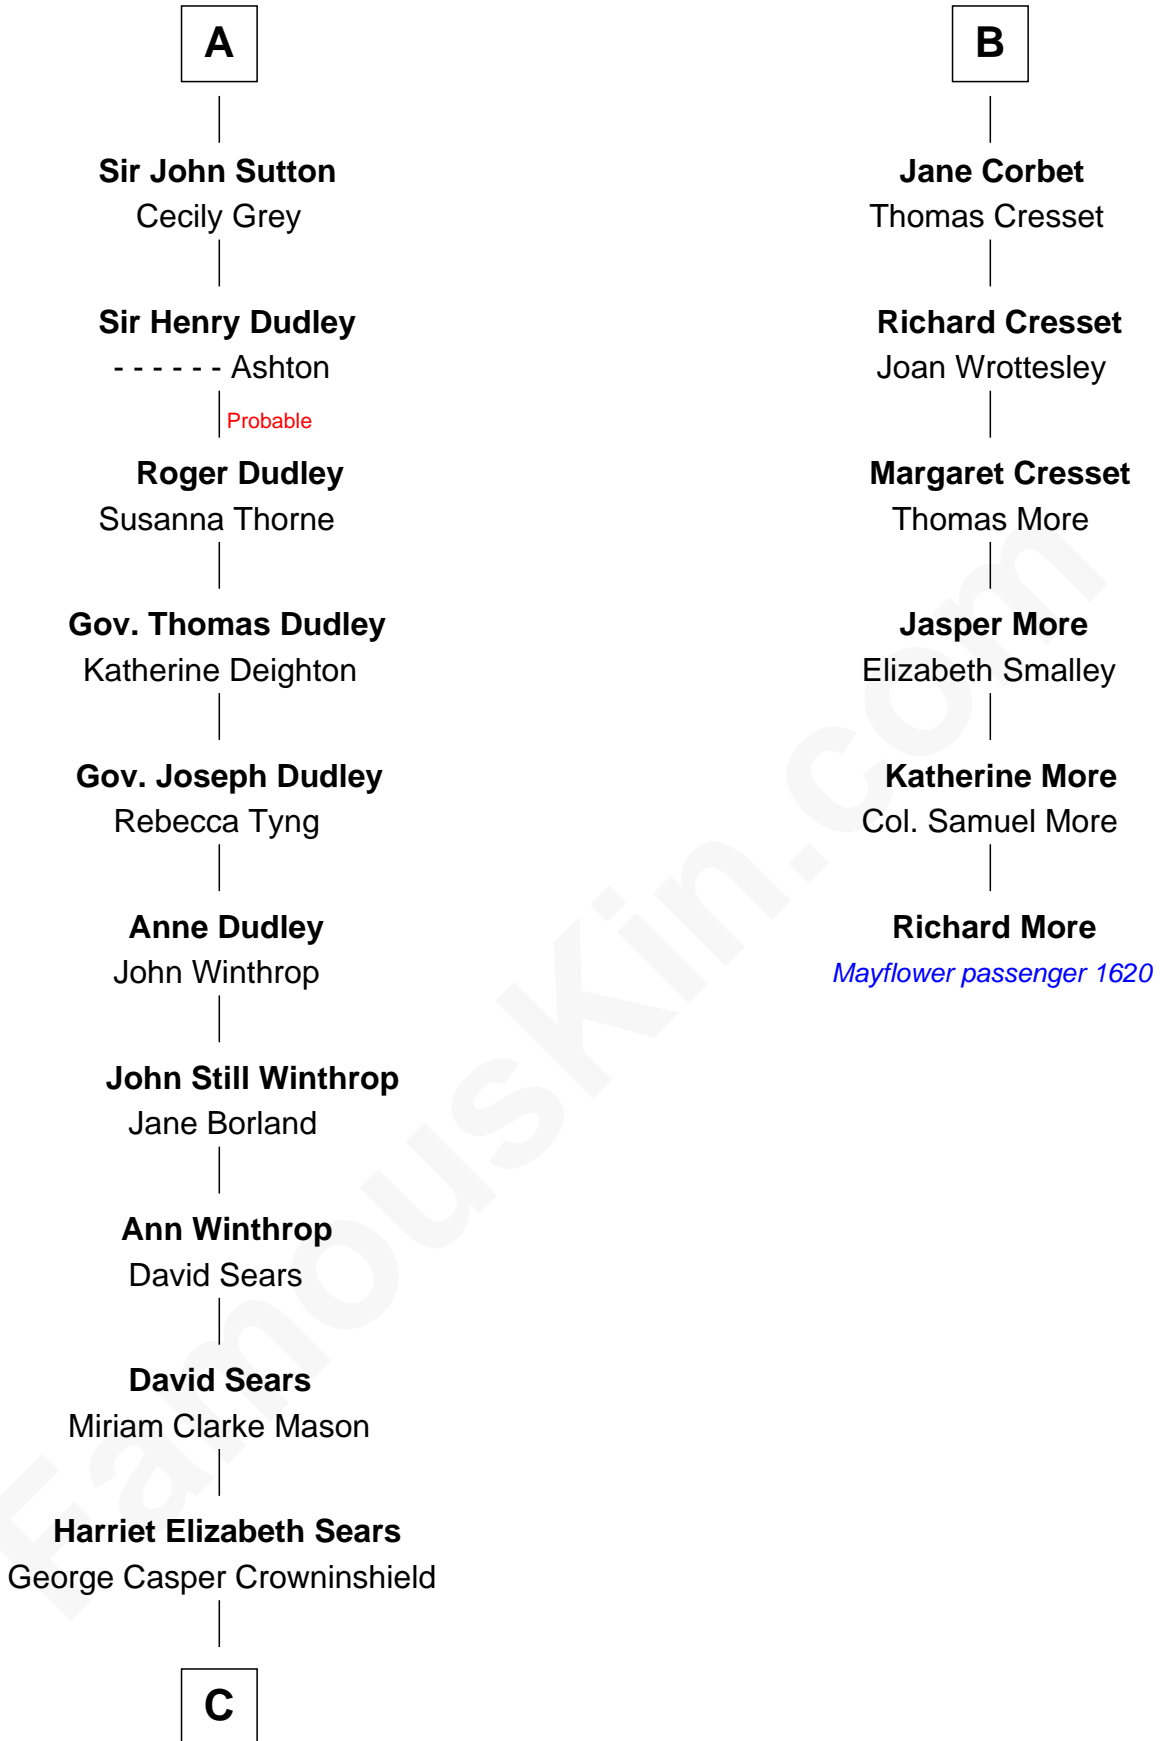 A
Sir John Sutton
Cecily Grey
Sir Henry Dudley
- - - - - - Ashton
Probable
Roger Dudley
Susanna Thorne
Gov. Thomas Dudley
Katherine Deighton
Gov. Joseph Dudley
Rebecca Tyng
Anne Dudley
John Winthrop
John Still Winthrop
Jane Borland
Ann Winthrop
David Sears
David Sears
Miriam Clarke Mason
Harriet Elizabeth Sears
George Casper Crowninshield
C
B
Jane Corbet
Thomas Cresset
Richard Cresset
Joan Wrottesley
Margaret Cresset
Thomas More
Jasper More
Elizabeth Smalley
Katherine More
Col. Samuel More
Richard More
Mayflower passenger 1620
FamousKin.com